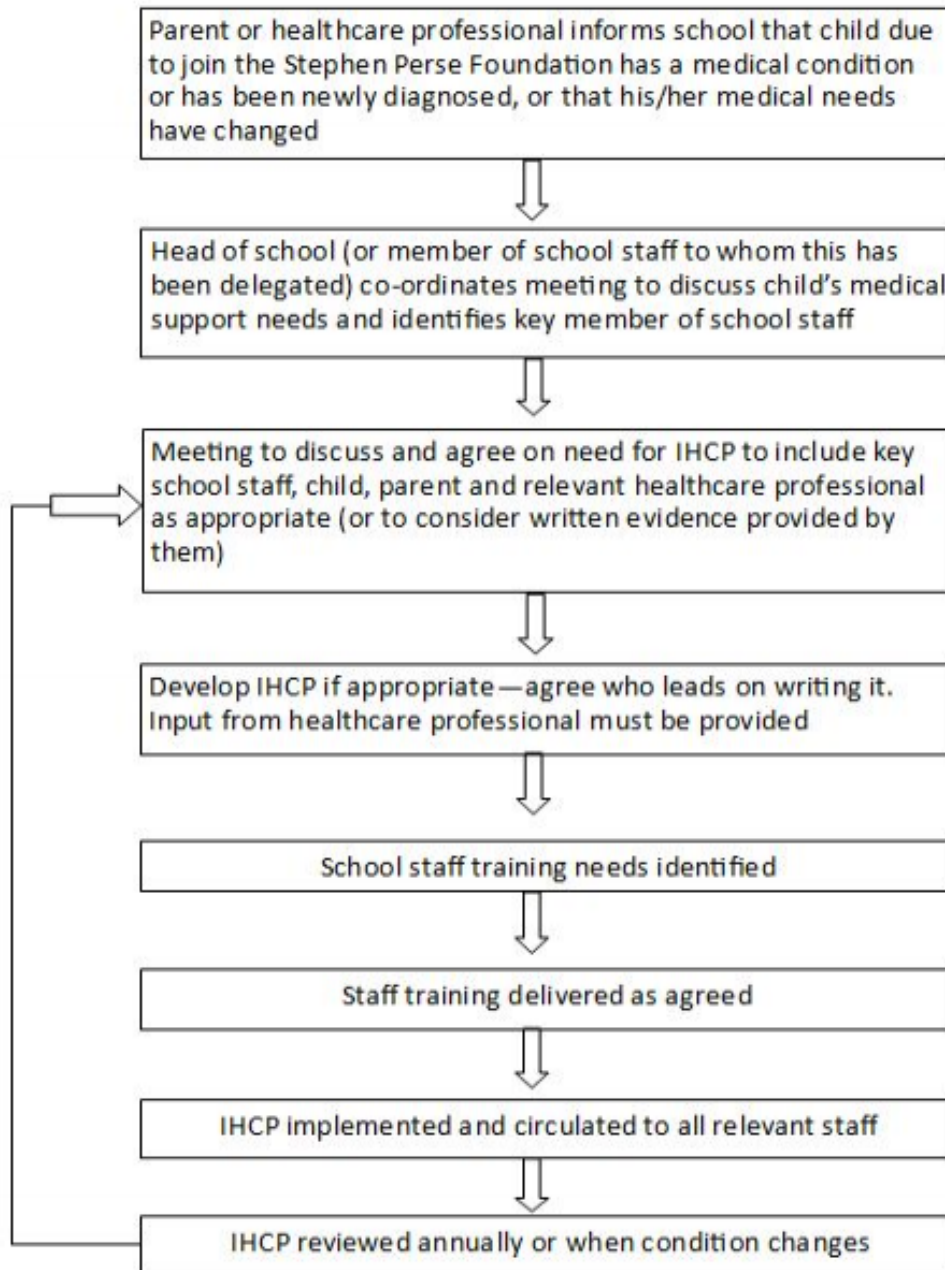 Parent or healthcare professional informs school that child due
to join the Stephen Perse Foundation has a medical condition
or has been newly diagnosed, or that his/her medical needs
have changed
Head of school (or member of school staff to whom this has
been delegated) co-ordinates meeting to discuss child's medical
support needs and identifies key member of school staff
Meeting to discuss and agree on need for IHCP to include key
school staff, child, parent and relevant healthcare professional
as appropriate (or to consider written evidence provided by
them)
Develop IHCP if appropriate—agree who leads on writing it.
Input from healthcare professional must be provided
School staff training needs identified
Staff training delivered as agreed
IHCP implemented and circulated to all relevant staff
IHCP reviewed annually or when condition changes